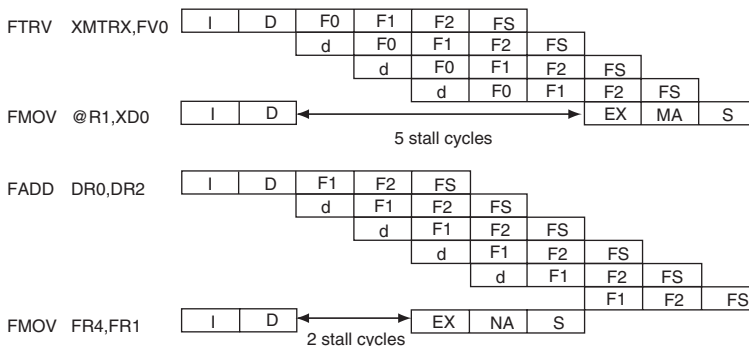 FTRV XMTRX,FV0 I D F0 F1 F2 FS
d F0 F1 F2 FS
d F0 F1 F2 FS
d F0 F1 F2 FS
FMOV @R1,XD0 I D EX MA S
5 stall cycles
FADD DR0,DR2 I D F1 F2 FS
d F1 F2 FS
d F1 F2 FS
d F1 F2 FS
d F1 F2 FS
F1 F2 FS
FMOV FR4,FR1 I D EX NA S
2 stall cycles